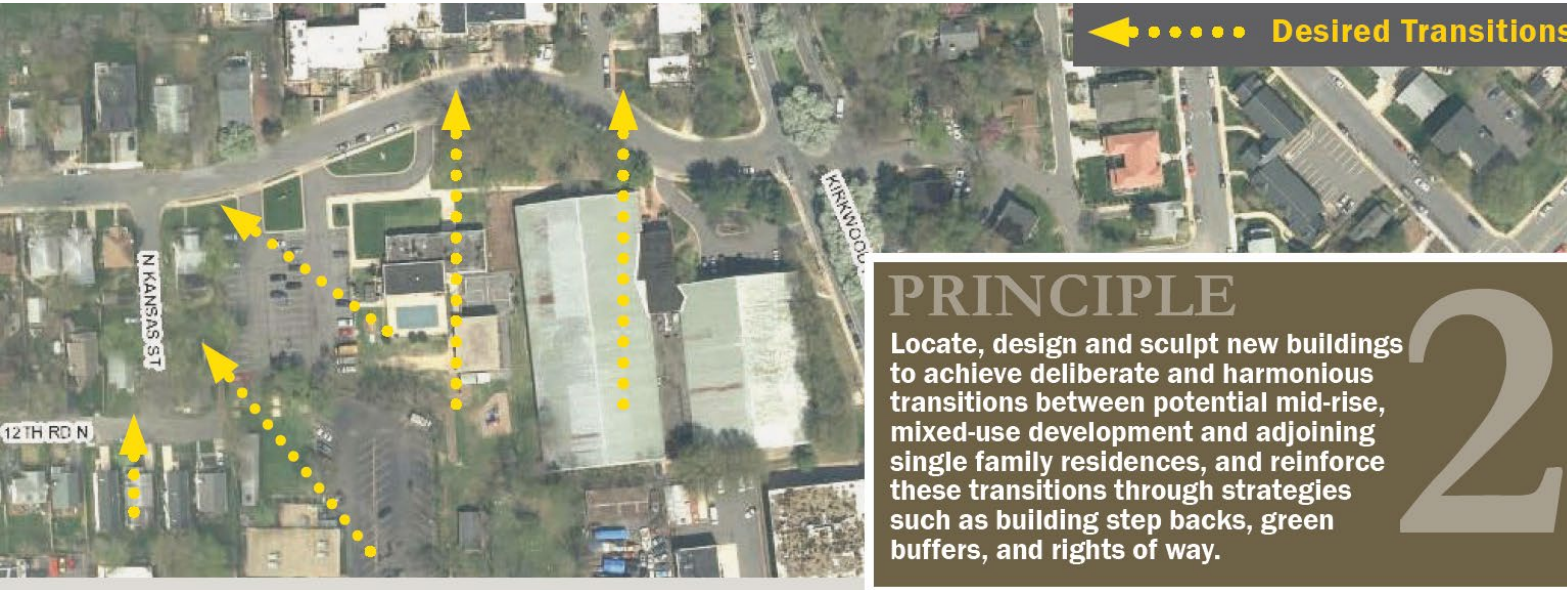 Desired Transitions
KIRKWOOD
N KANSAS ST
12TH RD N
PRINCIPLE
2
Locate, design and sculpt new buildings
to achieve deliberate and harmonious
transitions between potential mid-rise,
mixed-use development and adjoining
single family residences, and reinforce
these transitions through strategies
such as building step backs, green
buffers, and rights of way.